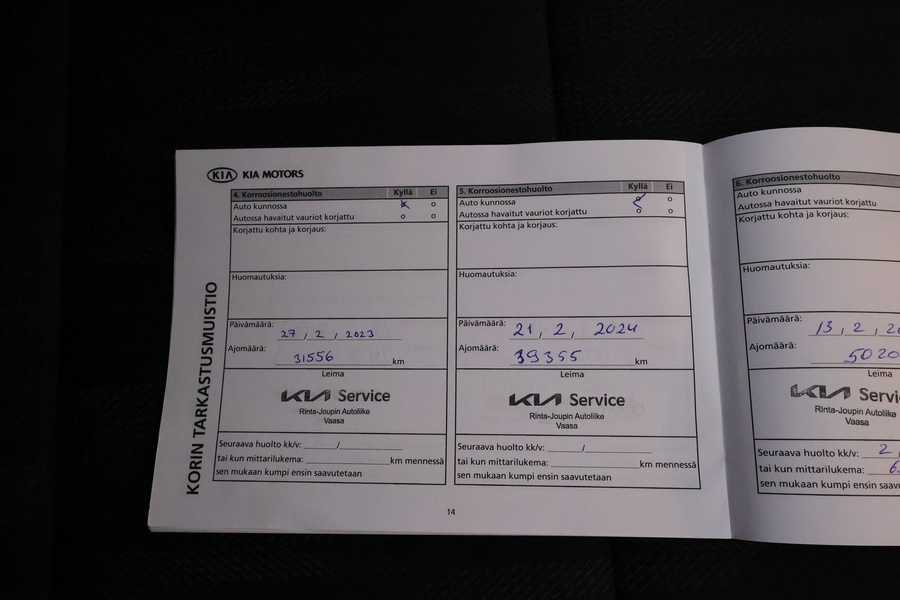 KIA KIA MOTORS
KORIN TARKASTUSMUISTIO
4. Korroosionestohuolto Kyllä Ei
Auto kunnossa
Autossa havaitut vauriot korjattu
Korjattu kohta ja korjaus:
Huomautuksia:
Päivämäärä: 27, 2, 2023
Ajomäärä: 31556 km
Leima
KIA Service
Rinta-Joupin Autoliike
Vaasa
Seuraava huolto kk/v: /
tai kun mittarilukema: km mennessä
sen mukaan kumpi ensin saavutetaan
5. Korroosionestohuolto Kyllä Ei
Auto kunnossa
Autossa havaitut vauriot korjattu
Korjattu kohta ja korjaus:
Huomautuksia:
Päivämäärä: 21, 2, 2024
Ajomäärä: 39355 km
Leima
KIA Service
Rinta-Joupin Autoliike
Vaasa
Seuraava huolto kk/v: /
tai kun mittarilukema: km mennessä
sen mukaan kumpi ensin saavutetaan
14
6. Korroosionestohuolto
Auto kunnossa
Autossa havaitut vauriot korjattu
Korjattu kohta ja korjaus:
Huomautuksia:
Päivämäärä: 13, 2,
Ajomäärä: 5020
Leima
KIA Servi
Rinta-Joupin Autoliike
Vaasa
Seuraava huolto kk/v: 2
tai kun mittarilukema: 6
sen mukaan kumpi ensin saavu